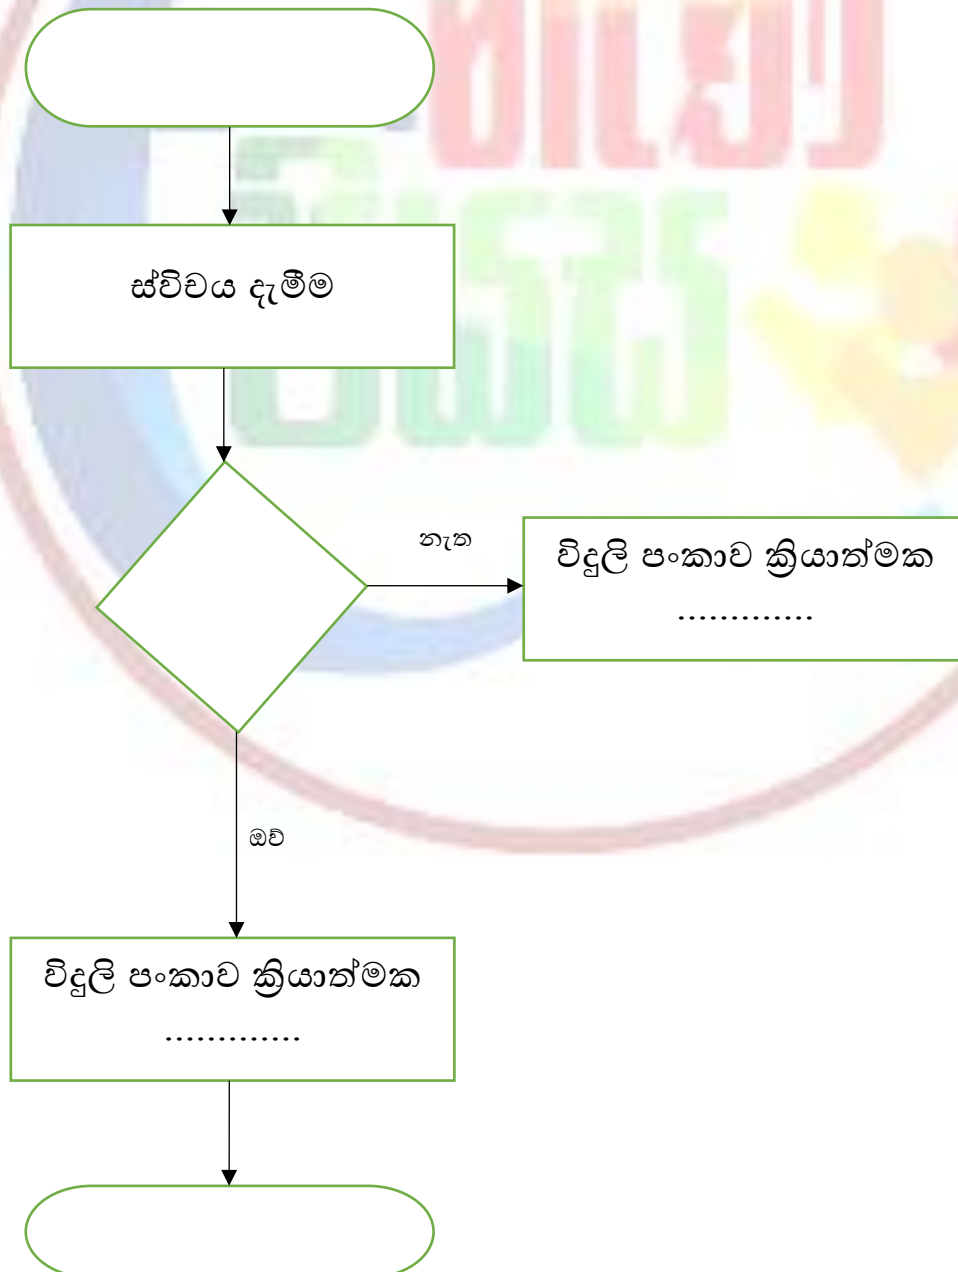 ස්විචය දැමීම
නැත
විදුලි පංකාව ක්‍රියාත්මක
.............
ඔව්
විදුලි පංකාව ක්‍රියාත්මක
.............